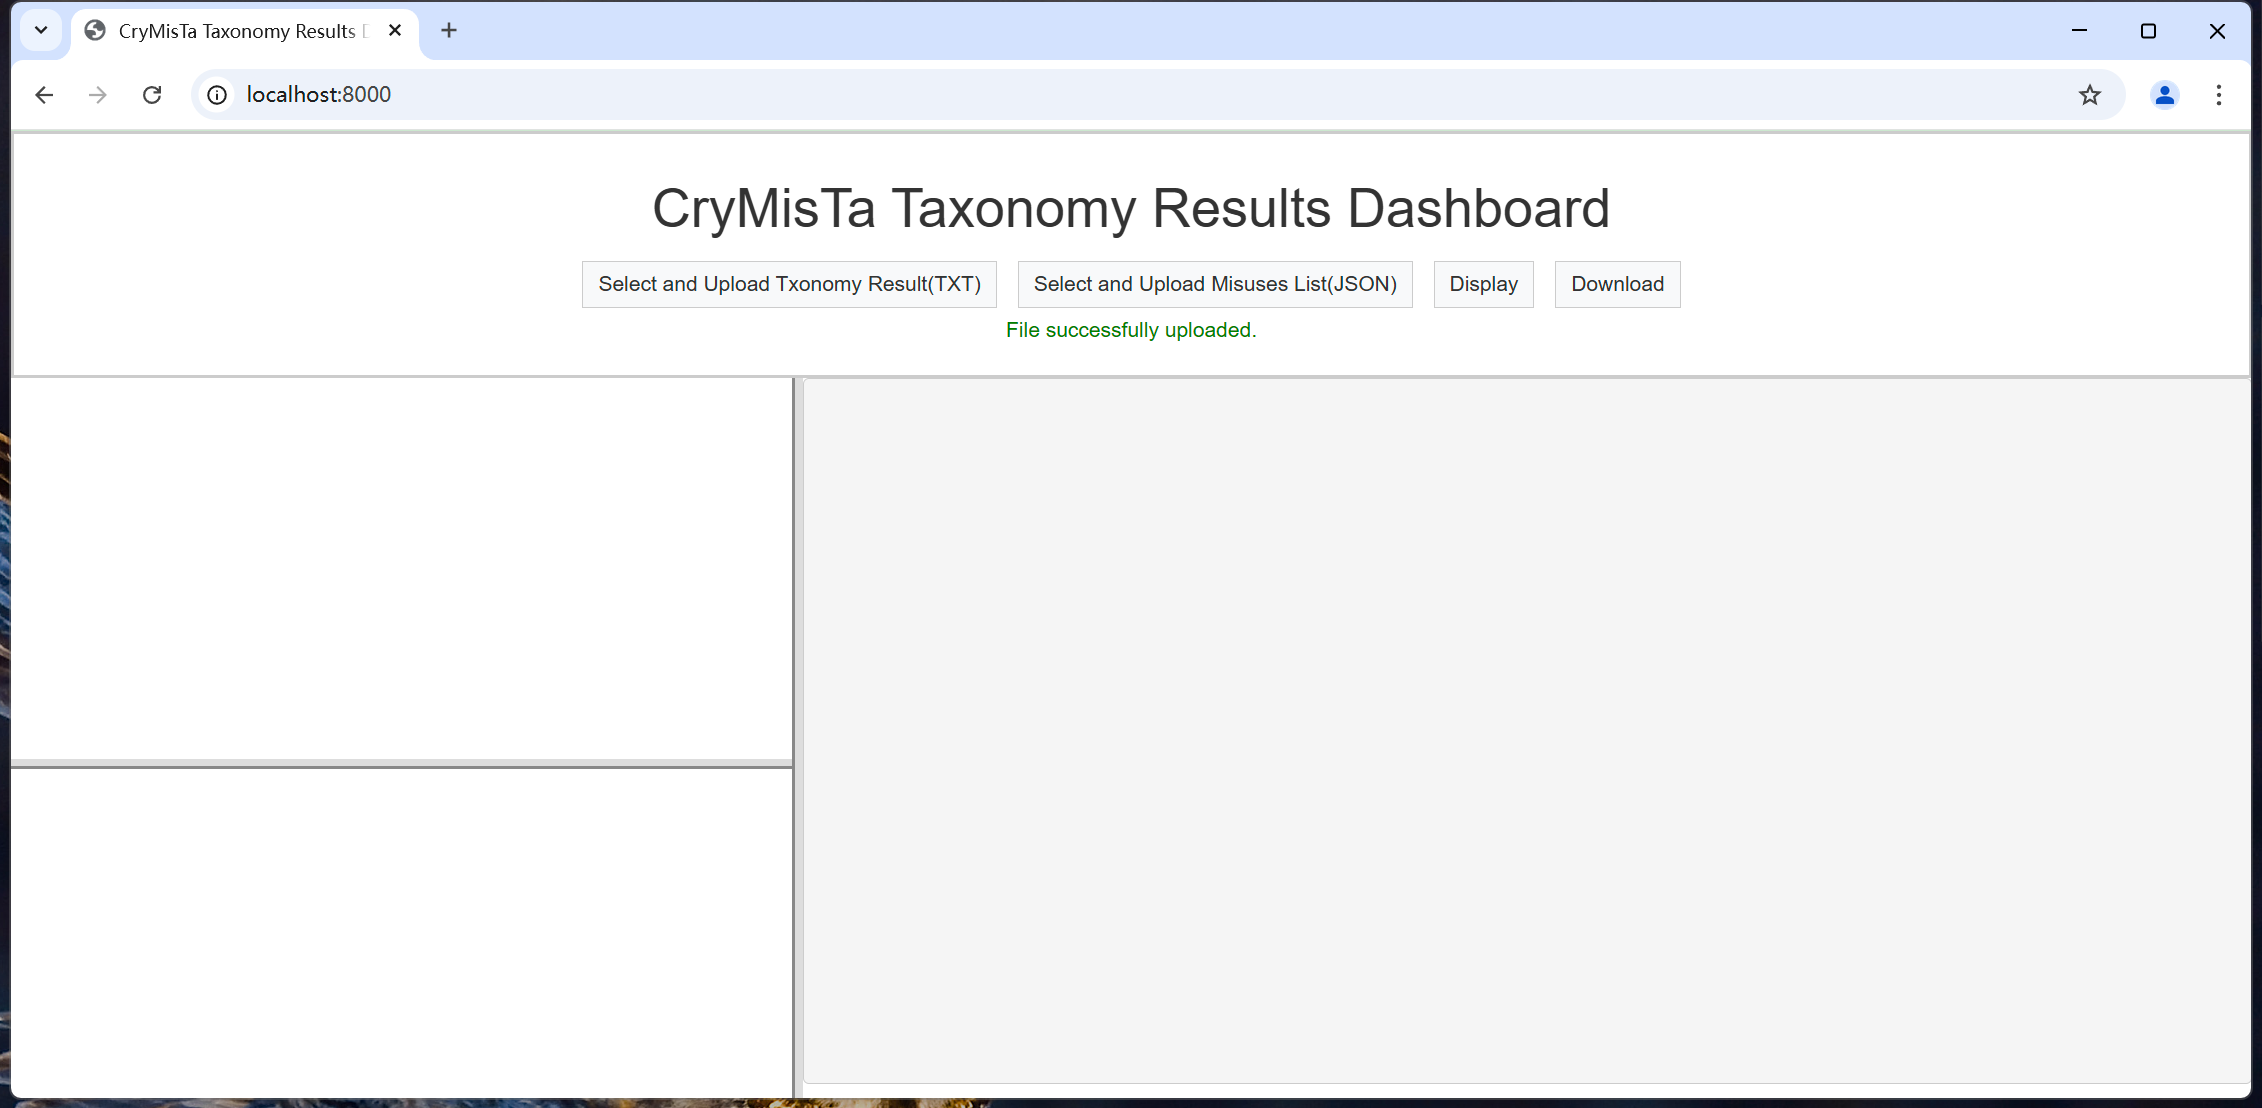 CryMisTa Taxonomy Results
localhost:8000
CryMisTa Taxonomy Results Dashboard
Select and Upload Txonomy Result(TXT) Select and Upload Misuses List(JSON) Display Download
File successfully uploaded.